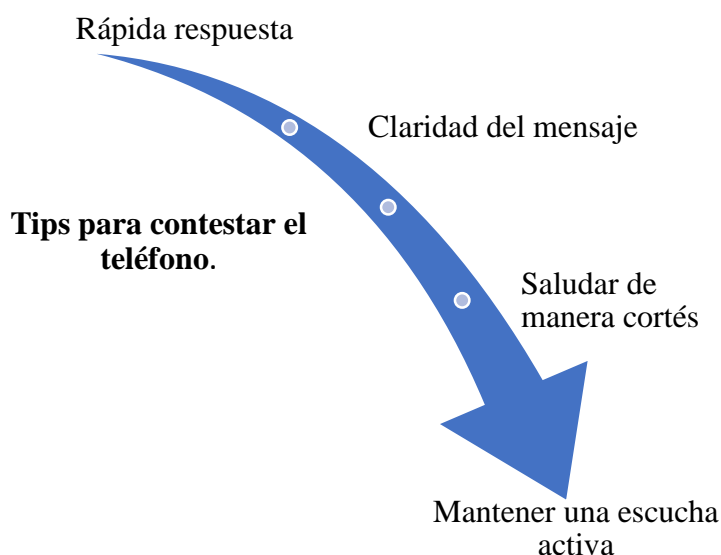 Rápida respuesta
Claridad del mensaje
Tips para contestar el
teléfono.
Saludar de
manera cortés
Mantener una escucha
activa